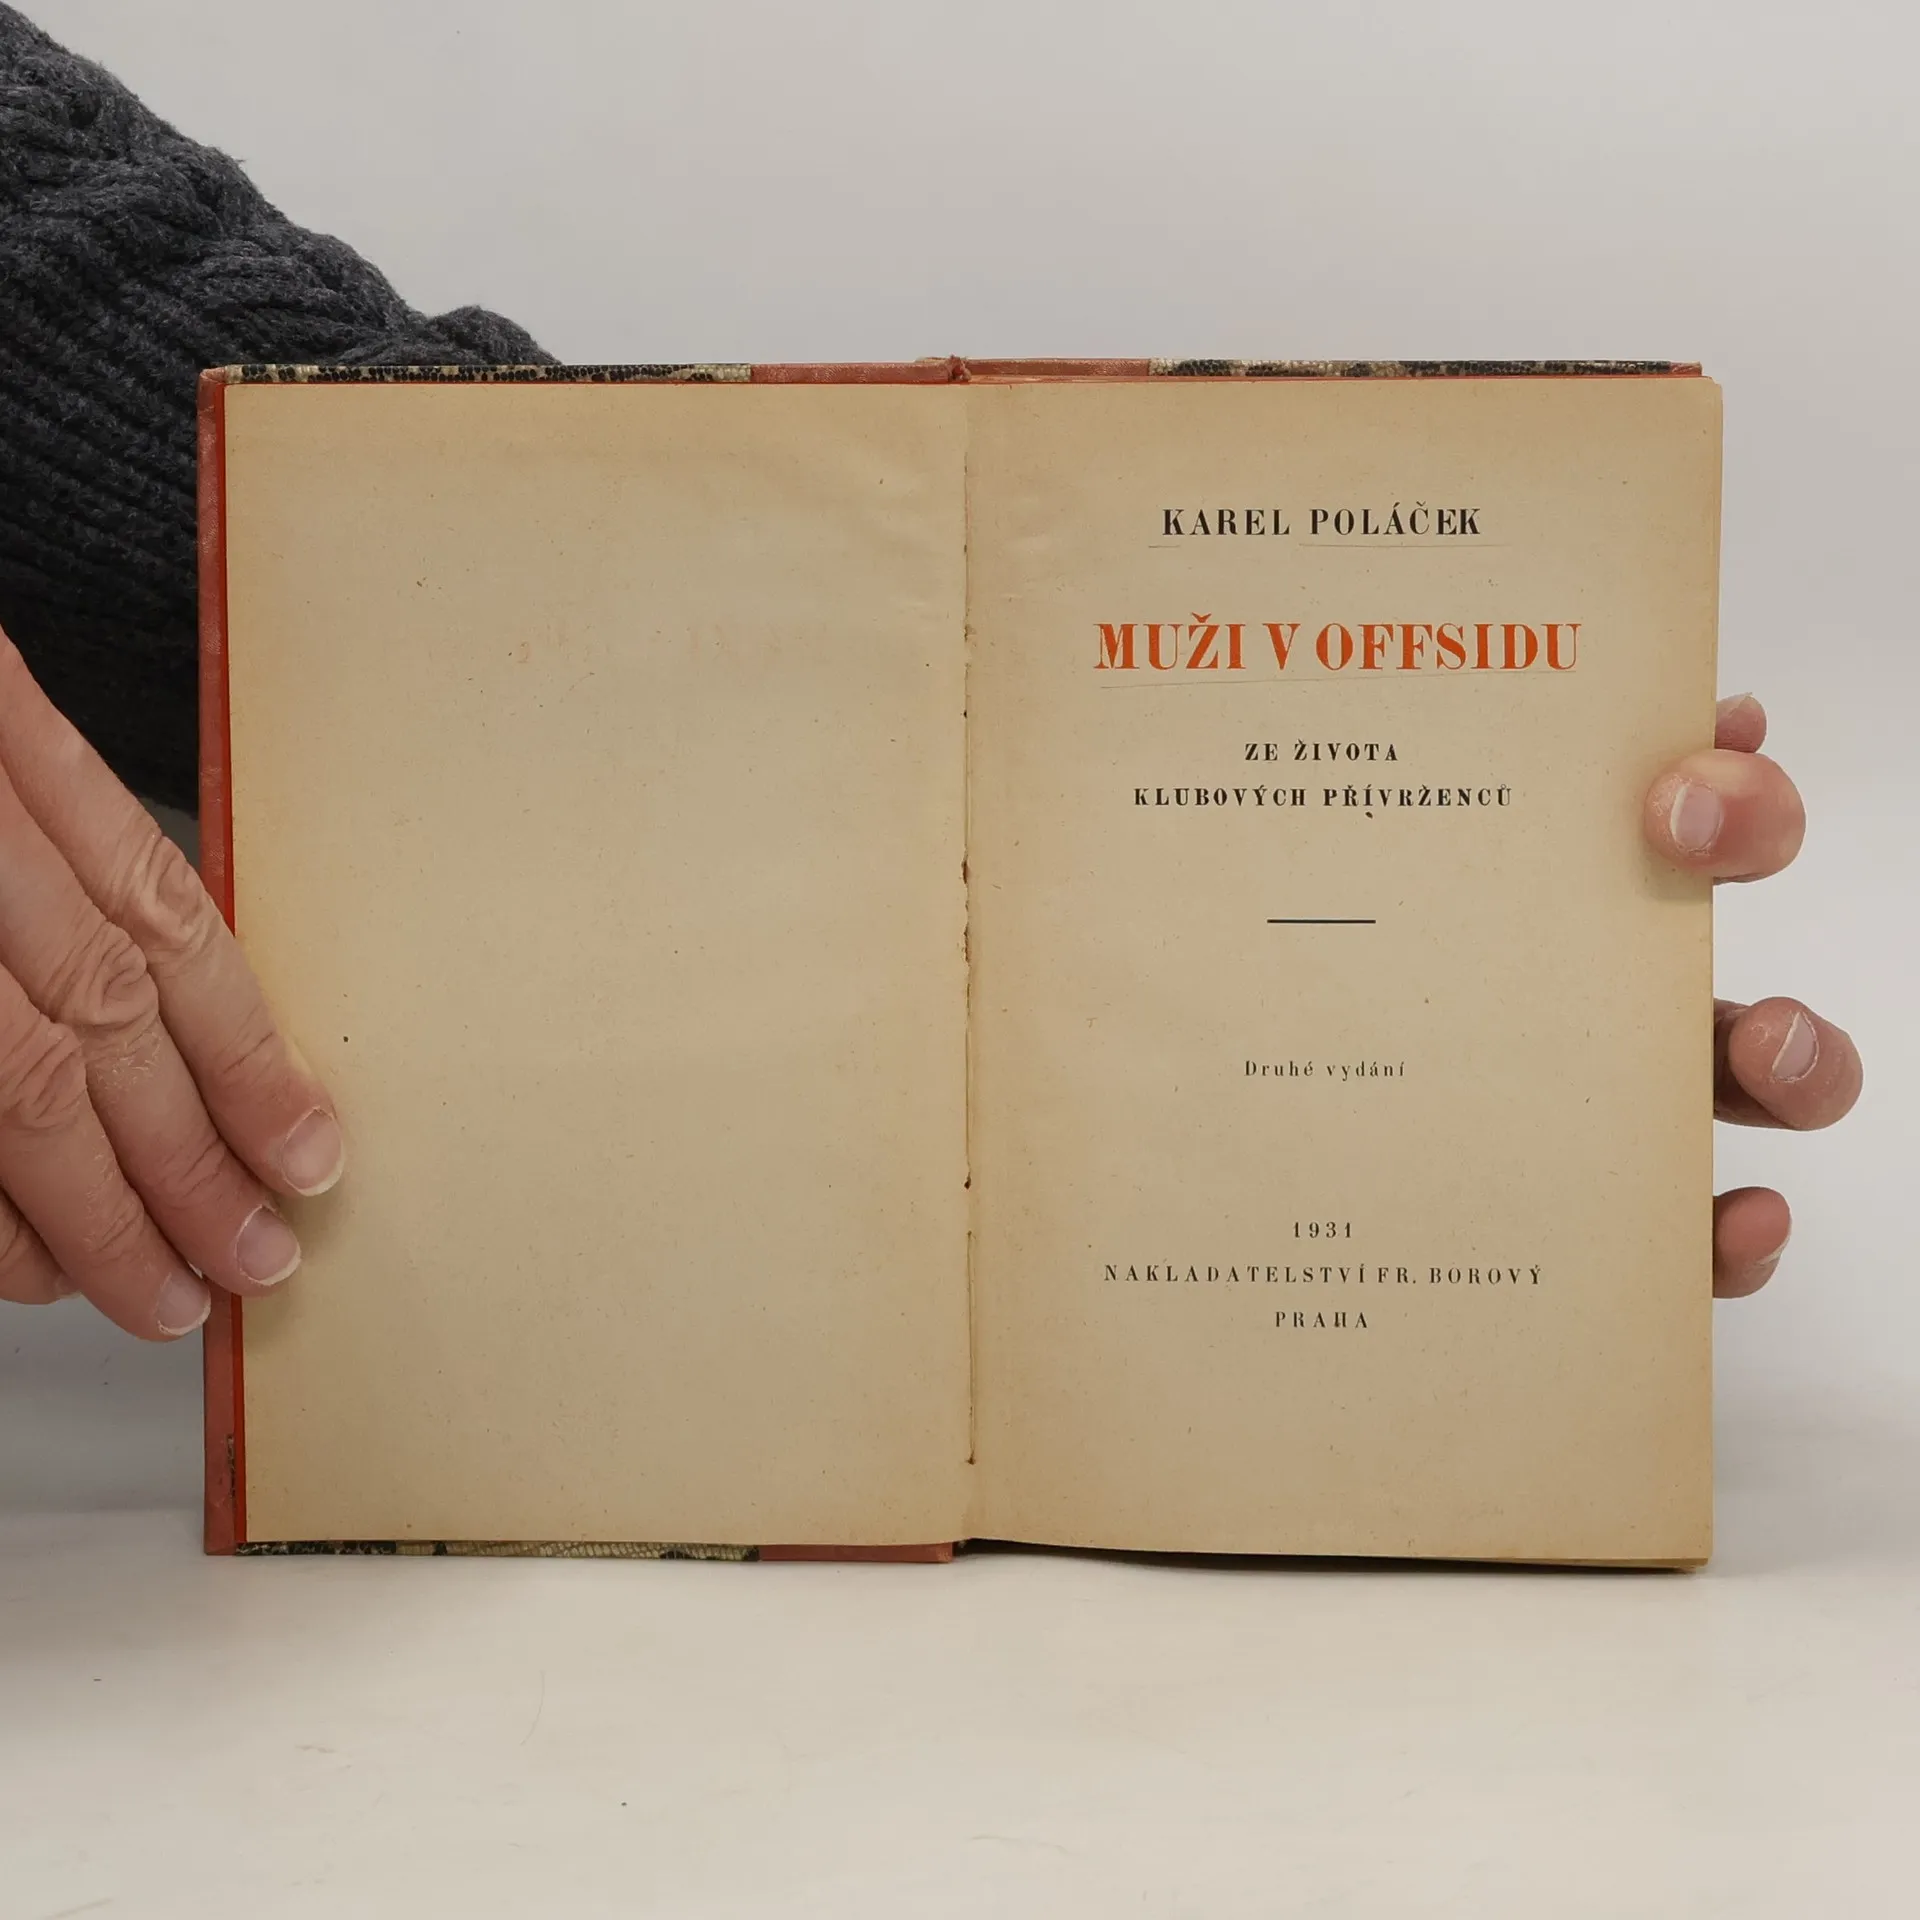 KAREL POLÁČEK
MUŽI V OFFSIDU
ZE ŽIVOTA
KLUBOVÝCH PŘÍVRŽENCŮ
Druhé vydání
1931
NAKLADATELSTVÍ FR. BOROVÝ
PRAHA